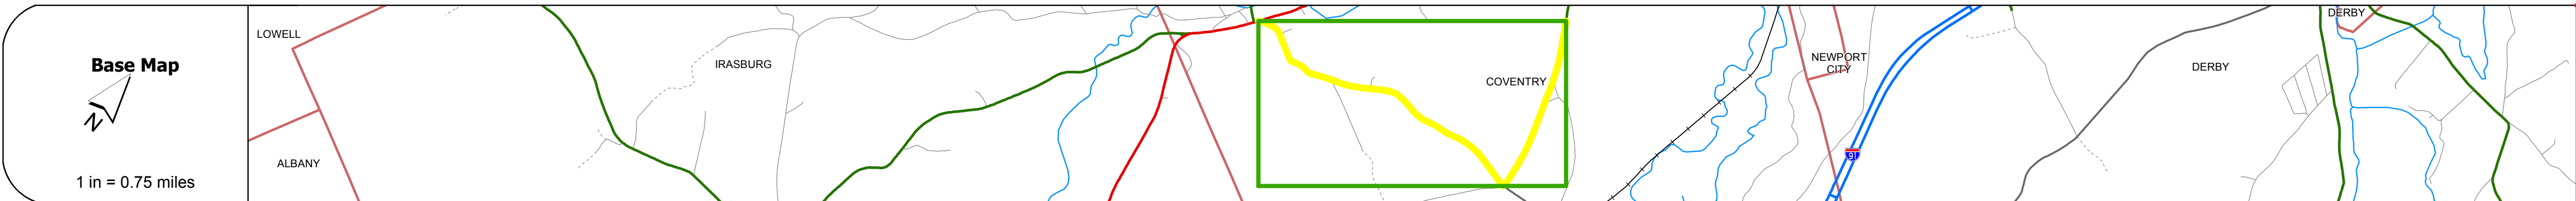 Base Map
N
1 in = 0.75 miles
LOWELL
ALBANY
IRASBURG
COVENTRY
NEWPORT
CITY
91
DERBY
DERBY